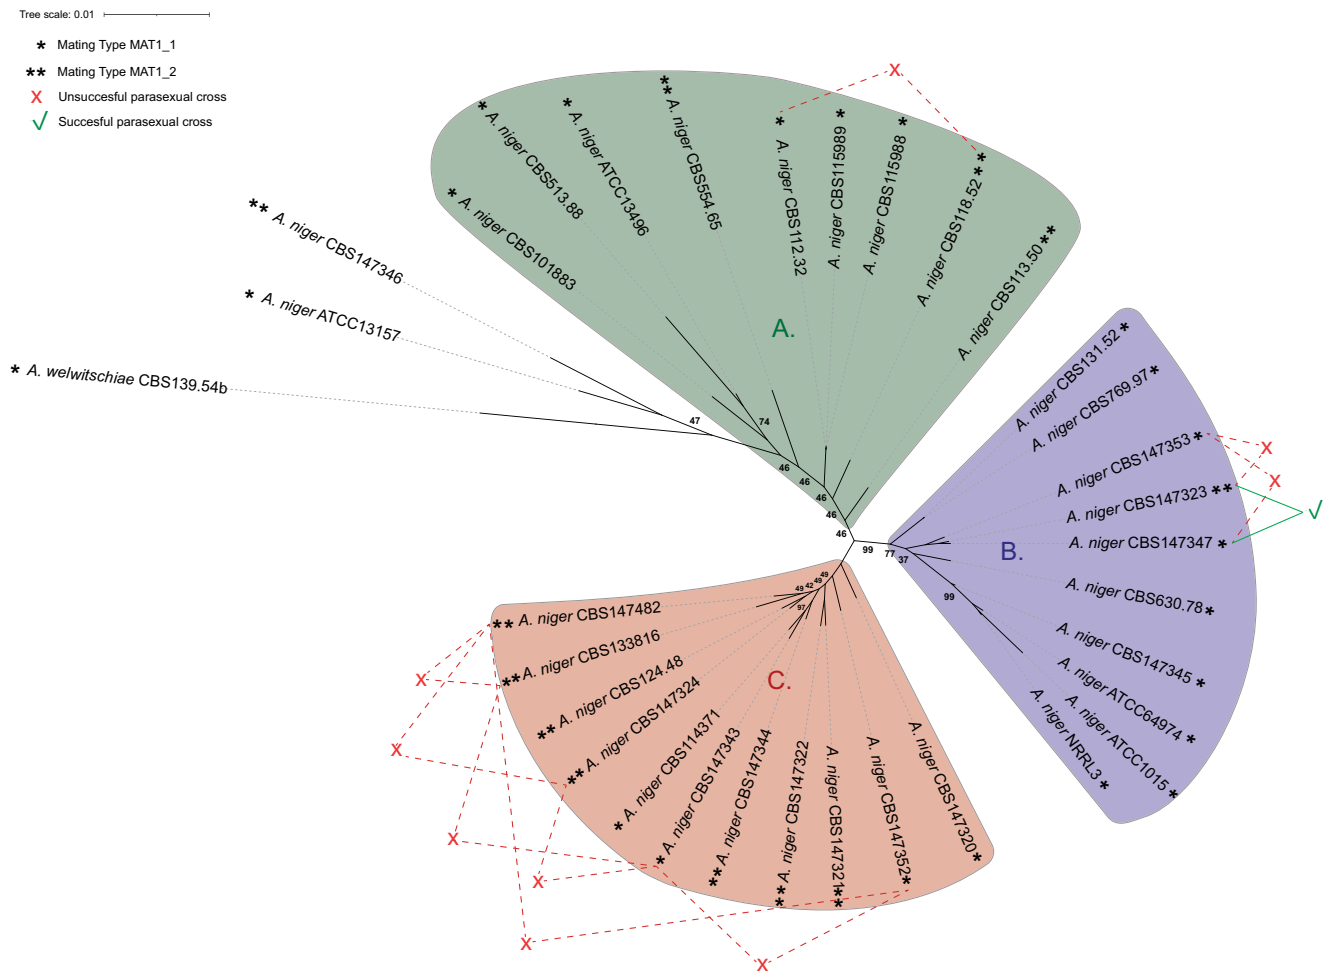 Tree scale: 0.01
* Mating Type MAT1_1
** Mating Type MAT1_2
X Unsuccesful parasexual cross
√ Succesful parasexual cross
X
** A. niger CBS147346
* A. niger ATCC13157
* A. welwitschiae CBS139.54b
* A. niger CBS101883
* A. niger CBS513.88
* A. niger ATCC13496
** A. niger CBS554.65
* A. niger CBS112.32
A. niger CBS115989 *
A. niger CBS115988 *
A. niger CBS118.52 **
A. niger CBS113.50 **
A.
47
74
46
46
46
46
46
99
77
37
99
A. niger CBS131.52 *
A. niger CBS769.97 *
A. niger CBS147353 *
A. niger CBS147323 **
A. niger CBS147347 *
A. niger CBS630.78 *
A. niger CBS147345 *
A. niger ATCC64974 *
A. niger ATCC1015 *
A. niger NRRL3 *
B.
X
X
√
49
42
49
49
97
** A. niger CBS147482
** A. niger CBS133816
** A. niger CBS124.48
** A. niger CBS147324
* A. niger CBS114371
* A. niger CBS147343
** A. niger CBS147344
** A. niger CBS147322
A. niger CBS147321 **
A. niger CBS147352 *
A. niger CBS147320 *
C.
X
X
X
X
X
X